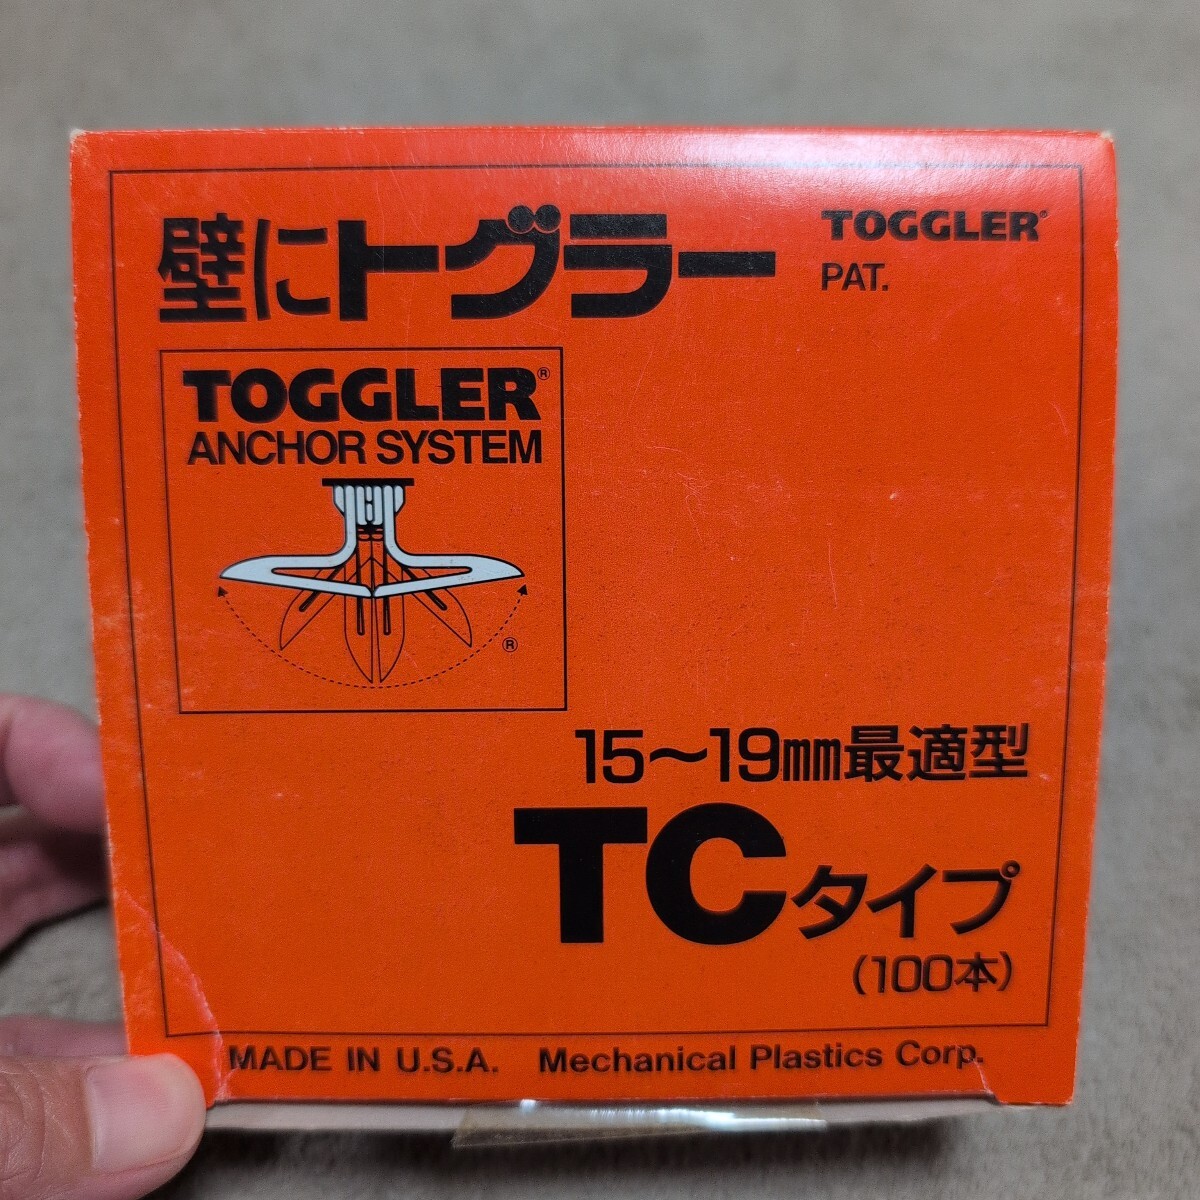 壁にトグラー
TOGGLER®
PAT.
TOGGLER®
ANCHOR SYSTEM
®
15～19mm最適型
TCタイプ
(100本)
MADE IN U.S.A. Mechanical Plastics Corp.